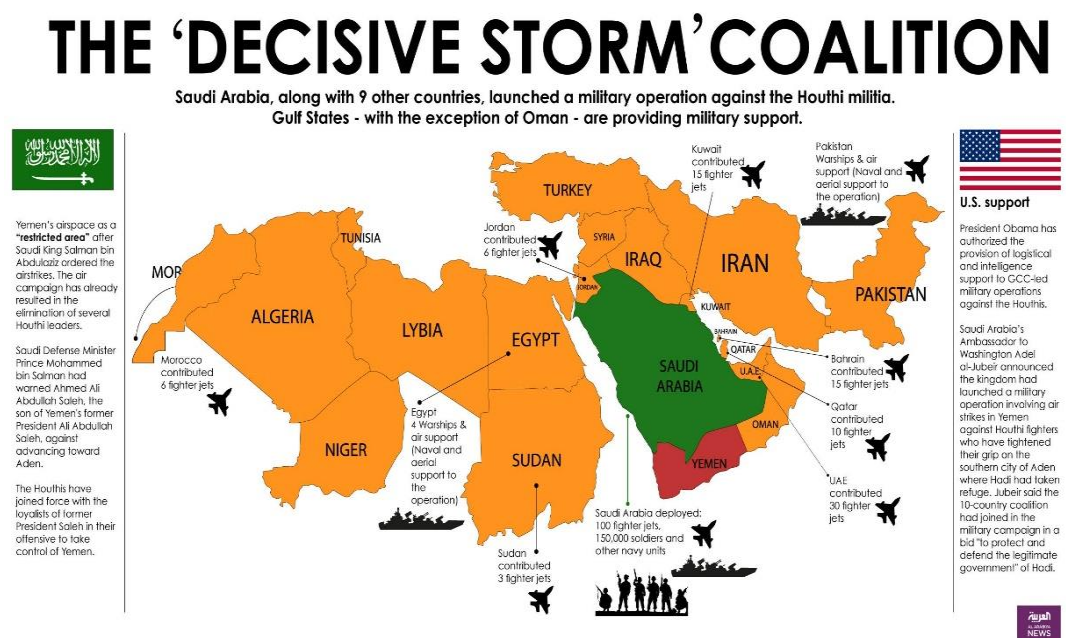 THE ‘DECISIVE STORM’ COALITION
Saudi Arabia, along with 9 other countries, launched a military operation against the Houthi militia.
Gulf States - with the exception of Oman - are providing military support.
Yemen's airspace as a
“restricted area” after
Saudi King Salman bin
Abdulaziz ordered the
airstrikes. The air
campaign has already
resulted in the
elimination of several
Houthi leaders.
Saudi Defense Minister
Prince Mohammed
bin Salman had
warned Ahmed Ali
Abdullah Saleh, the
son of Yemen's former
President Ali Abdullah
Saleh, against
advancing toward
Aden.
The Houthis have
joined force with the
loyalists of former
President Saleh in their
offensive to take
control of Yemen.
MOR
Morocco
contributed
6 fighter jets
ALGERIA
TUNISIA
LYBIA
NIGER
EGYPT
Egypt
4 Warships &
air support
(Naval and
aerial
support to
the
operation)
SUDAN
Sudan
contributed
3 fighter jets
TURKEY
SYRIA
Jordan
contributed
6 fighter jets
JORDAN
IRAQ
Kuwait
contributed
15 fighter
jets
IRAN
KUWAIT
Pakistan
Warships & air
support (Naval and
aerial support to
the operation)
PAKISTAN
SAUDI
ARABIA
Saudi Arabia deployed;
100 fighter jets,
150,000 soldiers and
other navy units
BAHRAIN
Bahrain
contributed
15 fighter jets
QATAR
Qatar
contributed
10 fighter
jets
U.A.E.
UAE
contributed
30 fighter
jets
OMAN
YEMEN
U.S. support
President Obama has
authorized the
provision of logistical
and intelligence
support to GCC-led
military operations
against the Houthis.
Saudi Arabia's
Ambassador to
Washington Adel
al-Jubeir announced
the kingdom had
launched a military
operation involving air
strikes in Yemen
against Houthi fighters
who have tightened
their grip on the
southern city of Aden
where Hadi had taken
refuge. Jubeir said the
10-country coalition
had joined in the
military campaign in a
bid "to protect and
defend the legitimate
government" of Hadi.
العربية
AL ARABIYA
NEWS